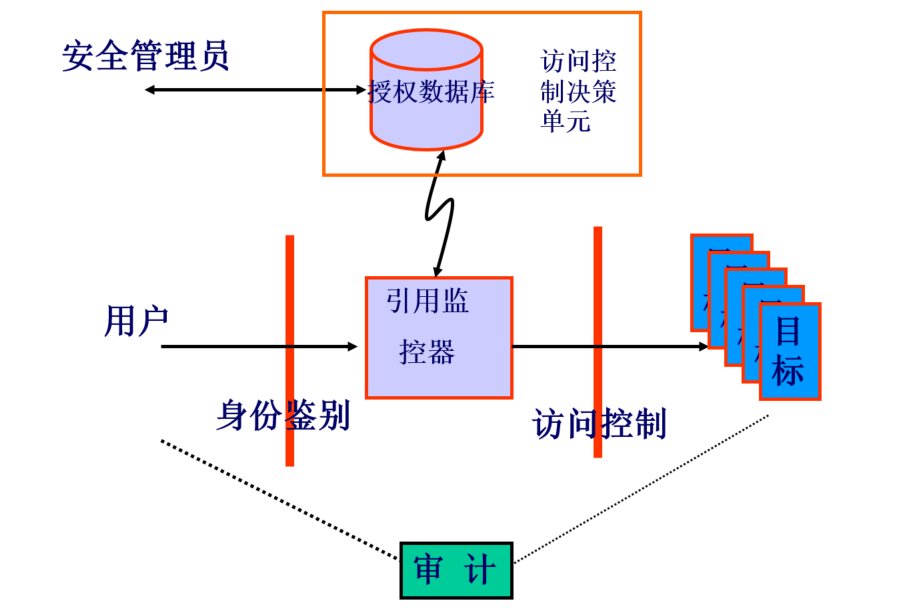 安全管理员
授权数据库
访问控
制决策
单元
用户
引用监
控器
目
标
身份鉴别
访问控制
审 计